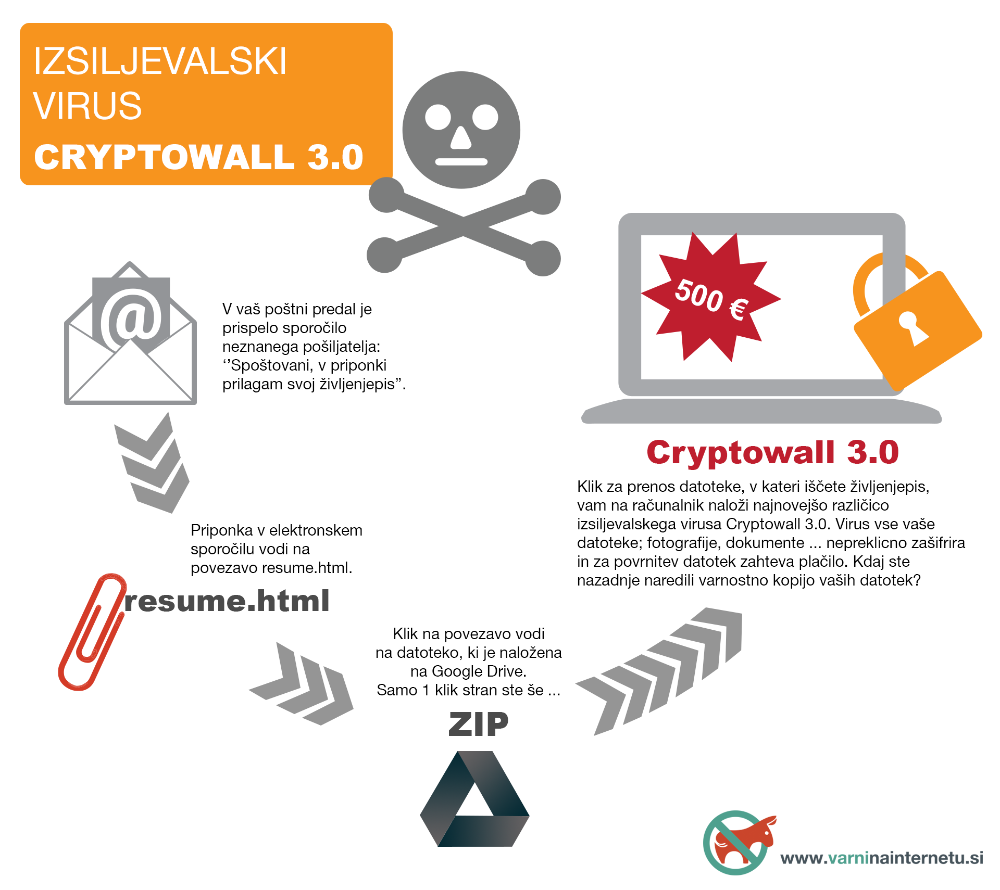 IZSILJEVALSKI
VIRUS
CRYPTOWALL 3.0
@
V vaš poštni predal je
prispelo sporočilo
neznanega pošiljatelja:
‘’Spoštovani, v priponki
prilagam svoj življenjepis”.
Priponka v elektronskem
sporočilu vodi na
povezavo resume.html.
resume.html
Klik na povezavo vodi
na datoteko, ki je naložena
na Google Drive.
Samo 1 klik stran ste še ...
ZIP
500 €
Cryptowall 3.0
Klik za prenos datoteke, v kateri iščete življenjepis,
vam na računalnik naloži najnovejšo različico
izsiljevalskega virusa Cryptowall 3.0. Virus vse vaše
datoteke; fotografije, dokumente ... nepreklicno zašifrira
in za povrnitev datotek zahteva plačilo. Kdaj ste
nazadnje naredili varnostno kopijo vaših datotek?
www.varninainternetu.si